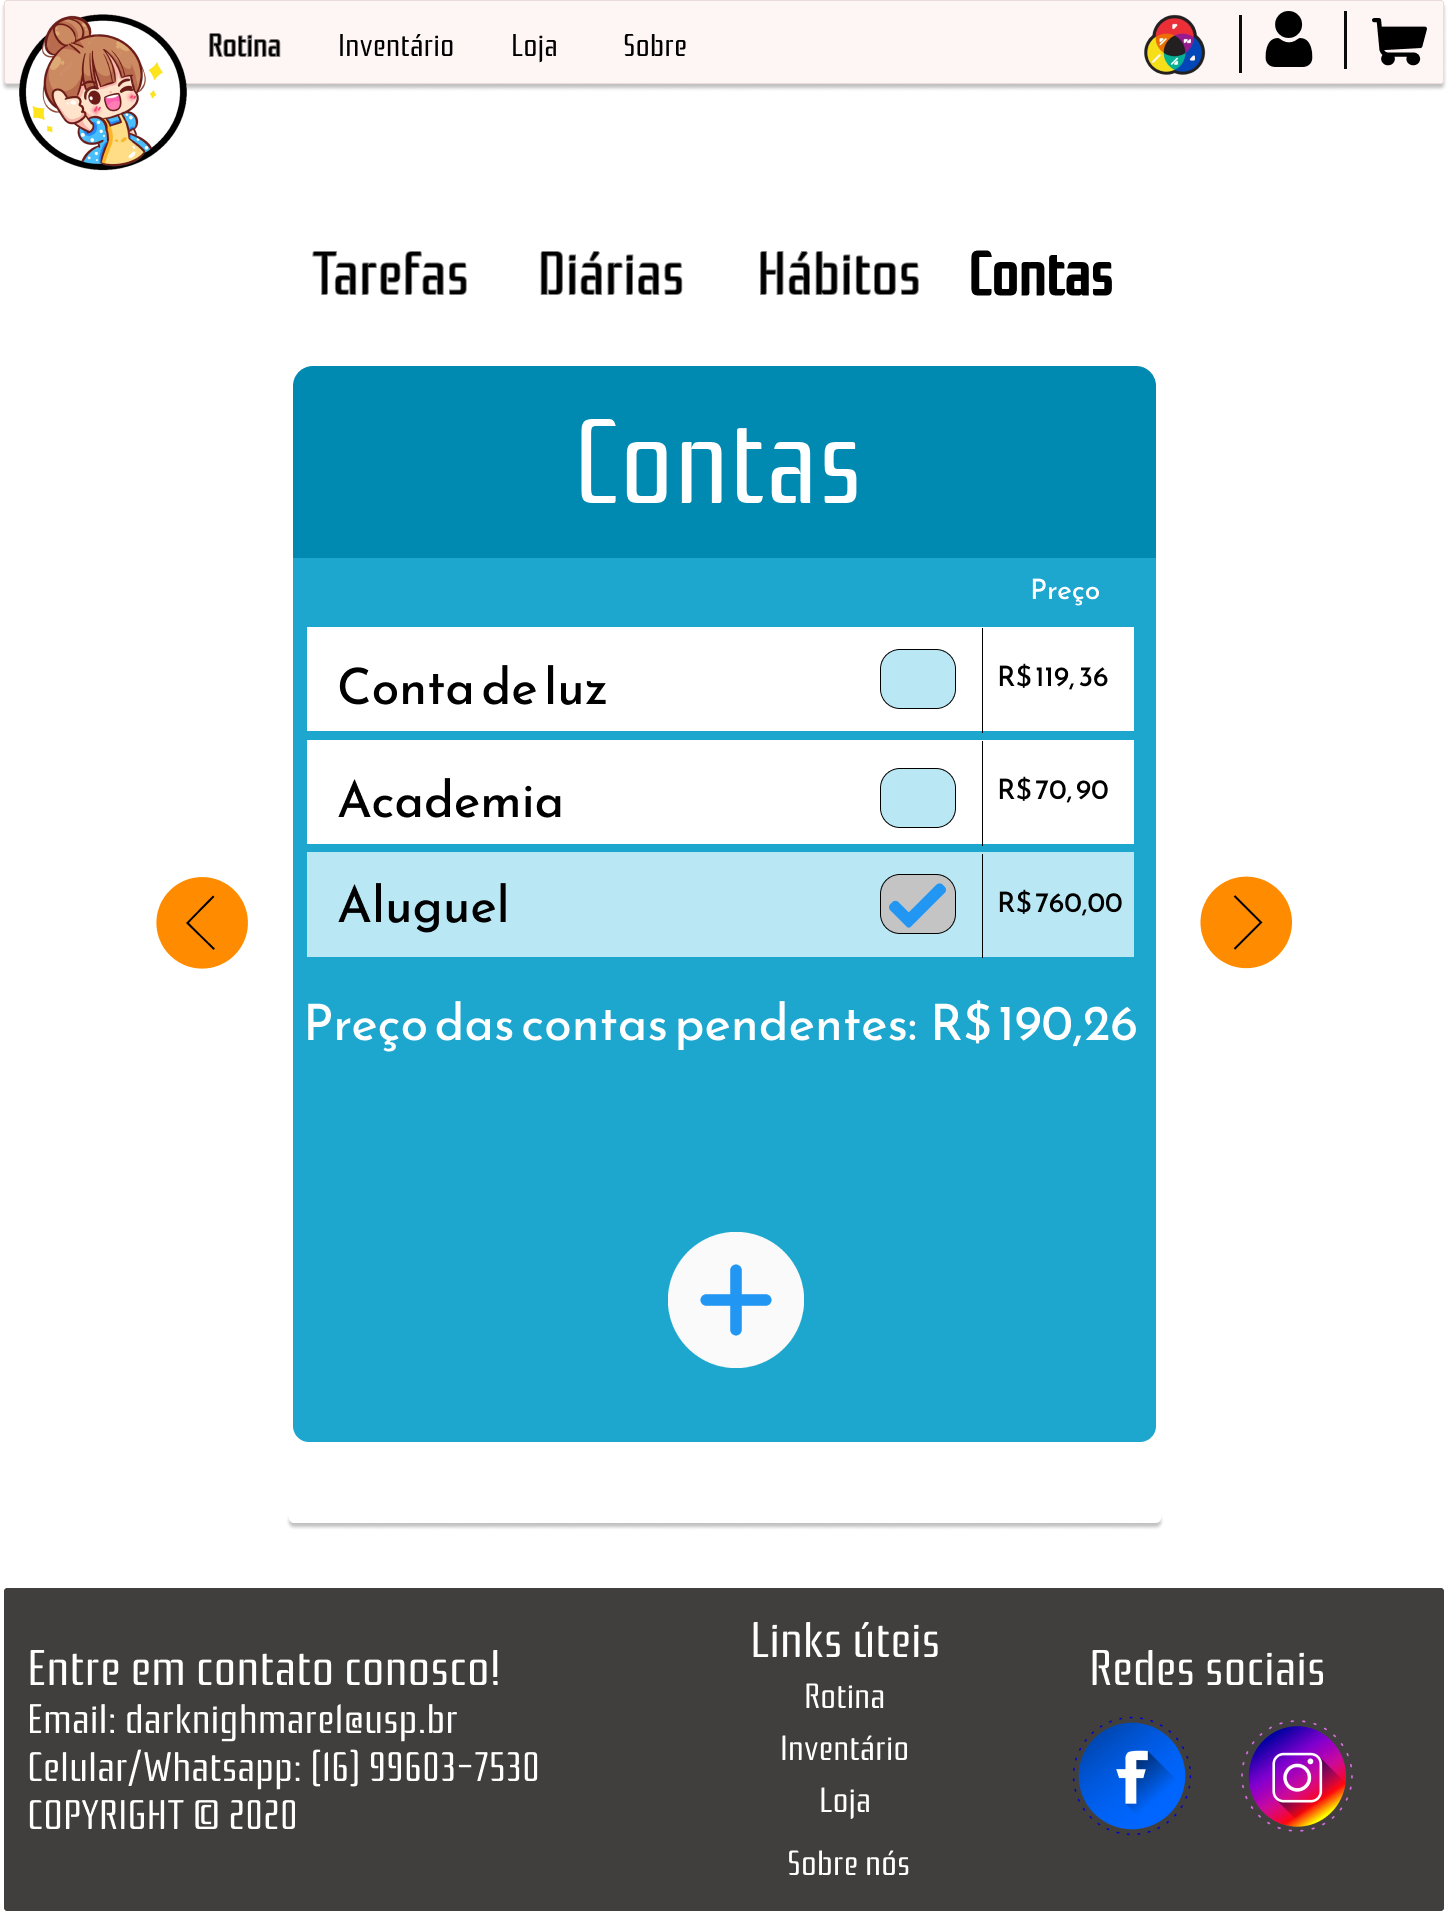 Rotina Inventário Loja Sobre
Tarefas Diárias Hábitos Contas
Contas
Preço
Conta de luz R$ 119, 36
Academia R$ 70, 90
Aluguel R$ 760,00
Preço das contas pendentes: R$ 190,26
Entre em contato conosco!
Email: darknighmare1@usp.br
Celular/Whatsapp: (16) 99603-7530
COPYRIGHT © 2020
Links úteis
Rotina
Inventário
Loja
Sobre nós
Redes sociais